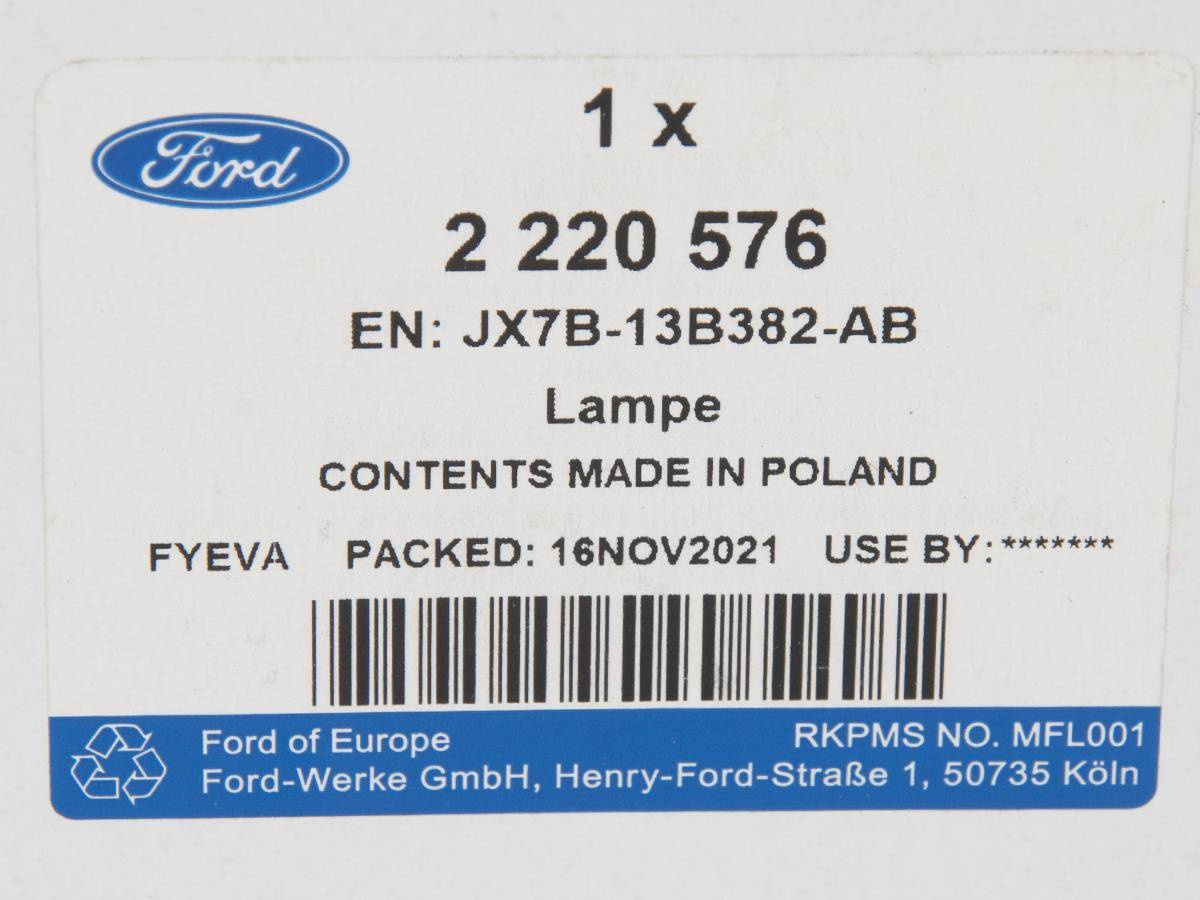 1 x
Ford
2 220 576
EN: JX7B-13B382-AB
Lampe
CONTENTS MADE IN POLAND
FYEVA PACKED: 16NOV2021 USE BY:*******
Ford of Europe RKPMS NO. MFL001
Ford-Werke GmbH, Henry-Ford-Straße 1, 50735 Köln